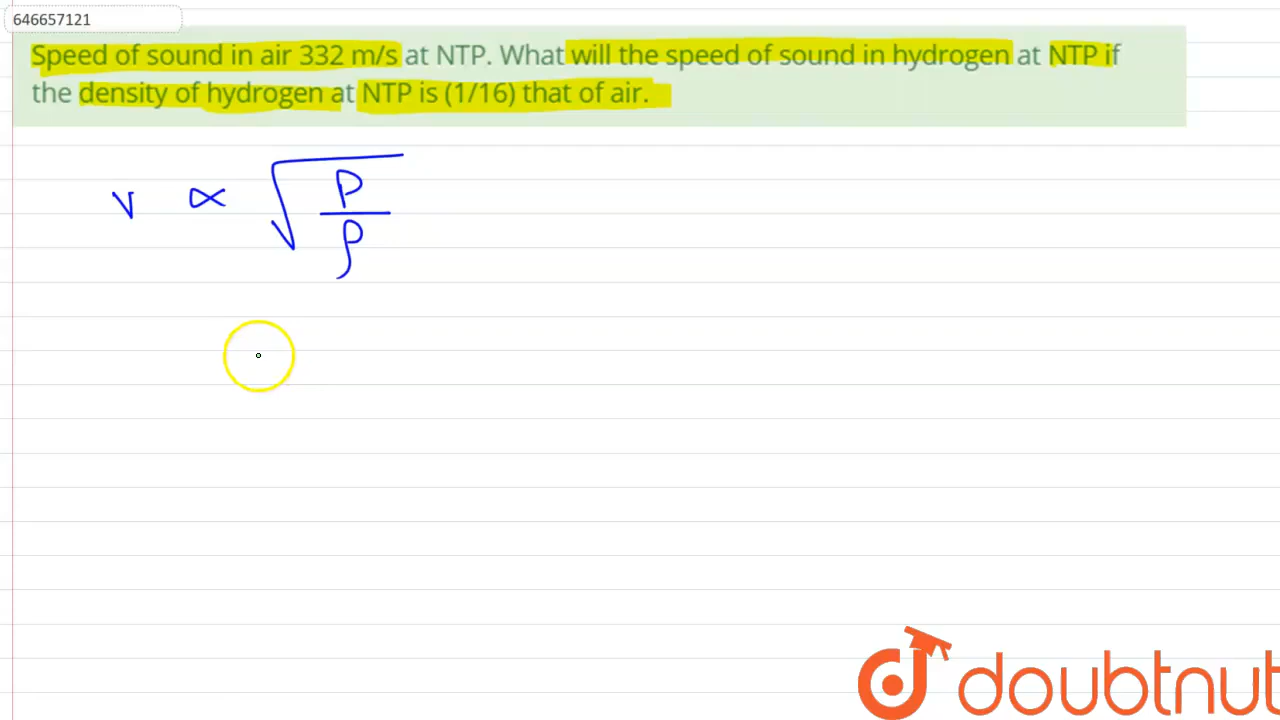 646657121
Speed of sound in air 332 m/s at NTP. What will the speed of sound in hydrogen at NTP if
the density of hydrogen at NTP is (1/16) that of air.
v ∝ √(P/ρ)
doubtnut